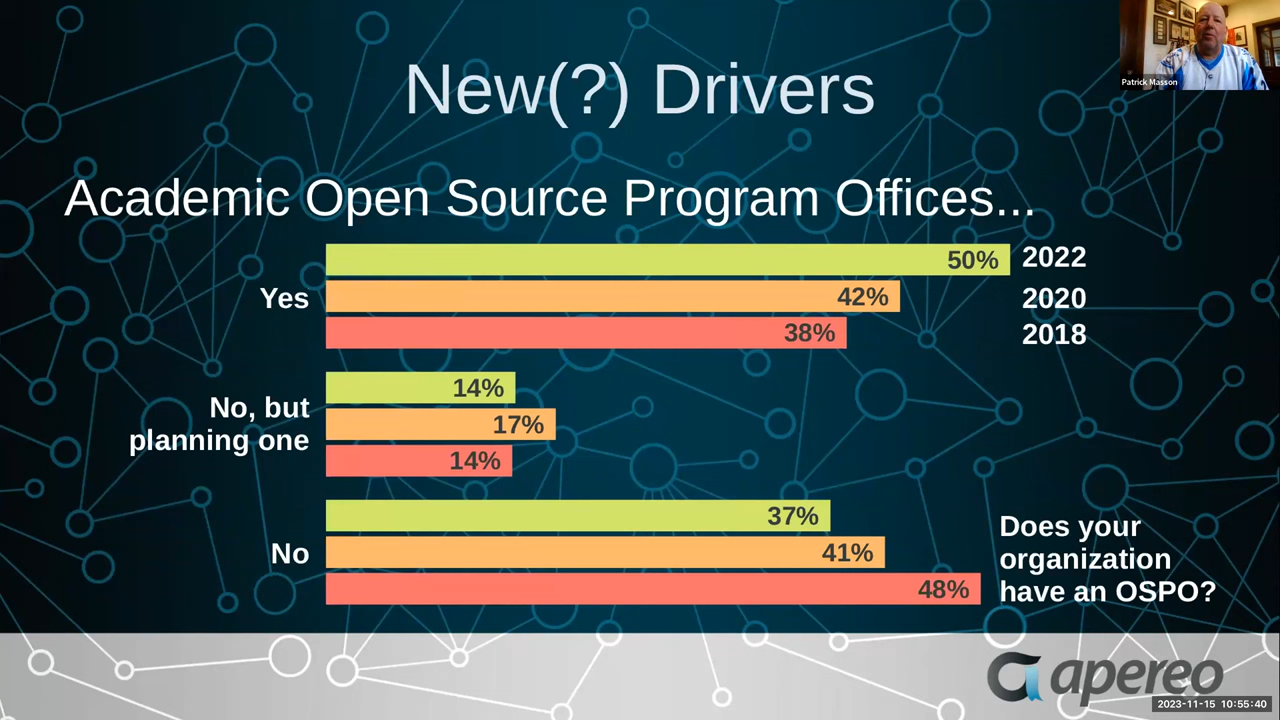 Patrick Masson
New(?) Drivers
Academic Open Source Program Offices...
50% 2022
Yes 42% 2020
38% 2018
14%
No, but
planning one
17%
14%
37%
No 41%
48%
Does your
organization
have an OSPO?
apereo
2023-11-15 10:55:40